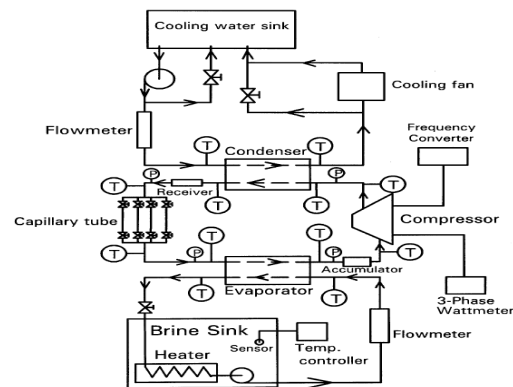 Cooling water sink
Cooling fan
Flowmeter
Frequency
Converter
T
Condenser
T
P
T
Receiver
T
T
P
T
Capillary tube
Compressor
T
P
T
T
P
T
Accumulator
T
Evaporator
T
3-Phase
Wattmeter
Brine Sink
Sensor
Temp.
controller
Flowmeter
Heater